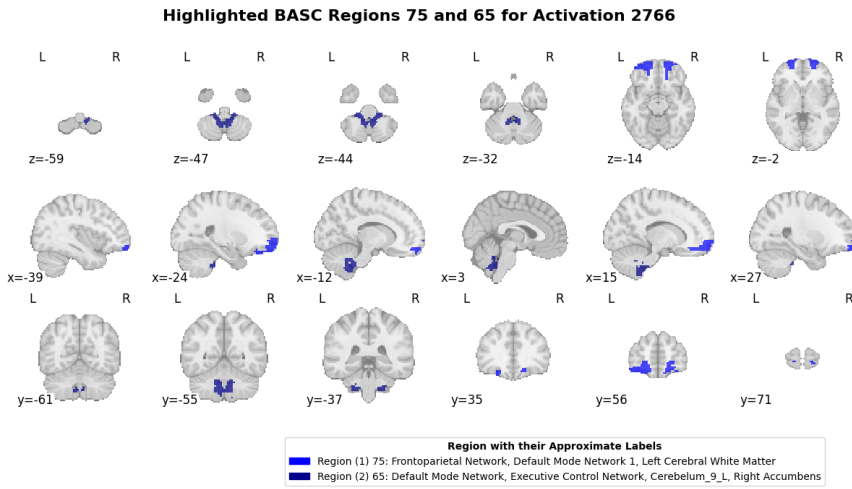 Highlighted BASC Regions 75 and 65 for Activation 2766
L R L R L R L R L R L R
z=-59 z=-47 z=-44 z=-32 z=-14 z=-2
x=-39 x=-24 x=-12 x=3 x=15 x=27
L R L R L R L R L R L R
y=-61 y=-55 y=-37 y=35 y=56 y=71
Region with their Approximate Labels
Region (1) 75: Frontoparietal Network, Default Mode Network 1, Left Cerebral White Matter
Region (2) 65: Default Mode Network, Executive Control Network, Cerebelum_9_L, Right Accumbens